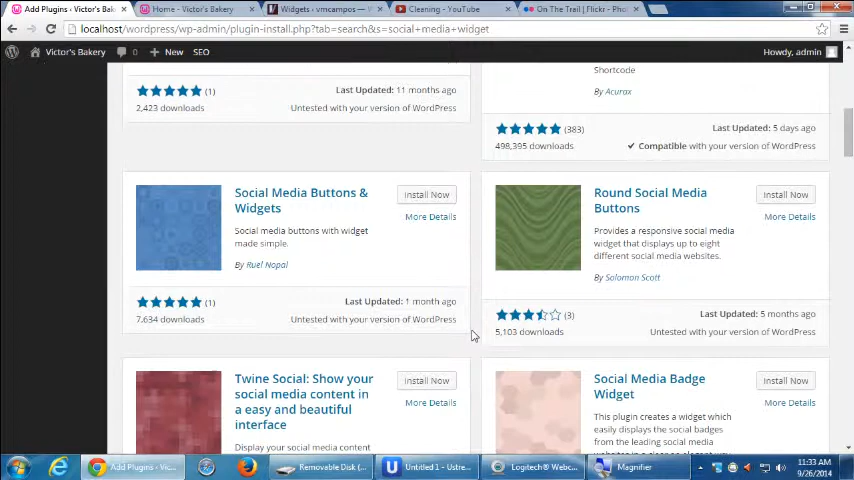 Add Plugins ‹ Victor's Bakery
Home - Victor's Bakery
Widgets ‹ vmcampos
Cleaning - YouTube
On The Trail | Flickr - Pho
localhost/wordpress/wp-admin/plugin-install.php?tab=search&s=social+media+widget
Victor's Bakery
0
New
SEO
Howdy, admin
Shortcode
By Acurax
(1)
Last Updated: 11 months ago
2,423 downloads
Untested with your version of WordPress
(383)
Last Updated: 5 days ago
498,395 downloads
Compatible with your version of WordPress
Social Media Buttons &
Widgets
Install Now
More Details
Social media buttons with widget
made simple.
By Ruel Nopal
(1)
Last Updated: 1 month ago
7,634 downloads
Untested with your version of WordPress
Round Social Media
Buttons
Install Now
More Details
Provides a responsive social media
widget that displays up to eight
different social media websites.
By Solomon Scott
(3)
Last Updated: 5 months ago
5,103 downloads
Untested with your version of WordPress
Twine Social: Show your
social media content in
a easy and beautiful
interface
Install Now
More Details
Display your social media content
Social Media Badge
Widget
Install Now
More Details
This plugin creates a widget which
easily displays the social badges
from the leading social media
Add Plugins ‹ Vic...
Removable Disk (...
Untitled 1 - Ustre...
Logitech® Webc...
Magnifier
11:33 AM
9/26/2014